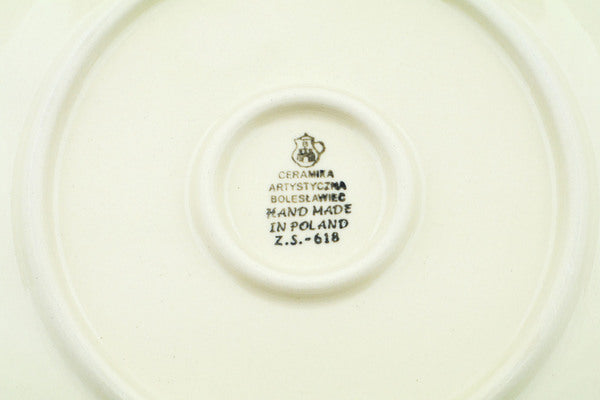 CERAMIKA
ARTYSTYCZNA
BOLESŁAWIEC
HAND MADE
IN POLAND
Z.S.-618